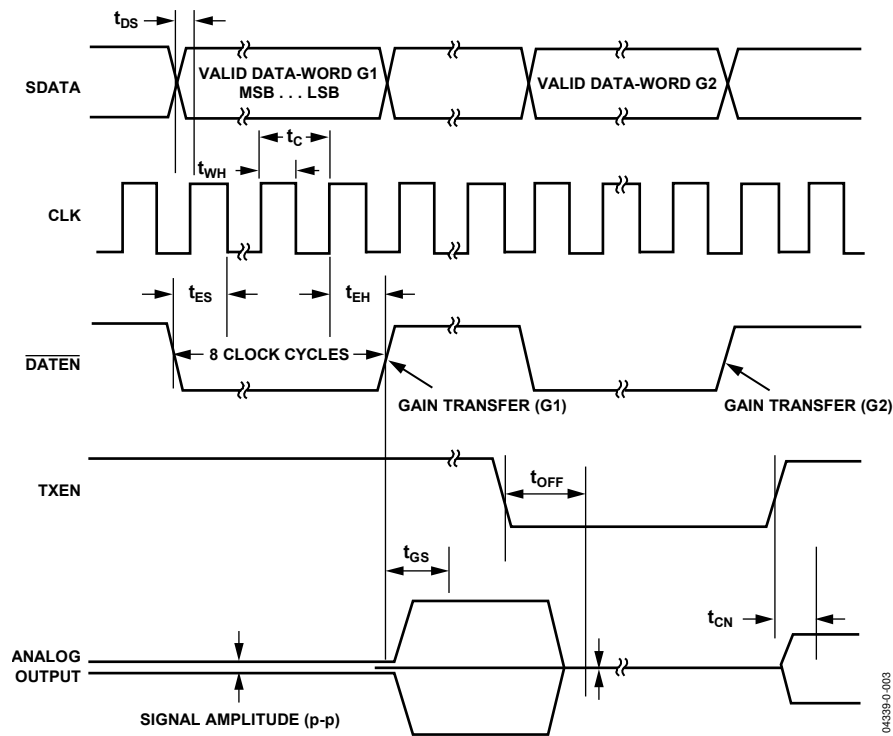 tDS
SDATA
VALID DATA-WORD G1
MSB . . . LSB
VALID DATA-WORD G2
tC
tWH
CLK
tES
tEH
DATEN
8 CLOCK CYCLES
GAIN TRANSFER (G1)
GAIN TRANSFER (G2)
TXEN
tOFF
tGS
tCN
ANALOG
OUTPUT
SIGNAL AMPLITUDE (p-p)
04339-0-003